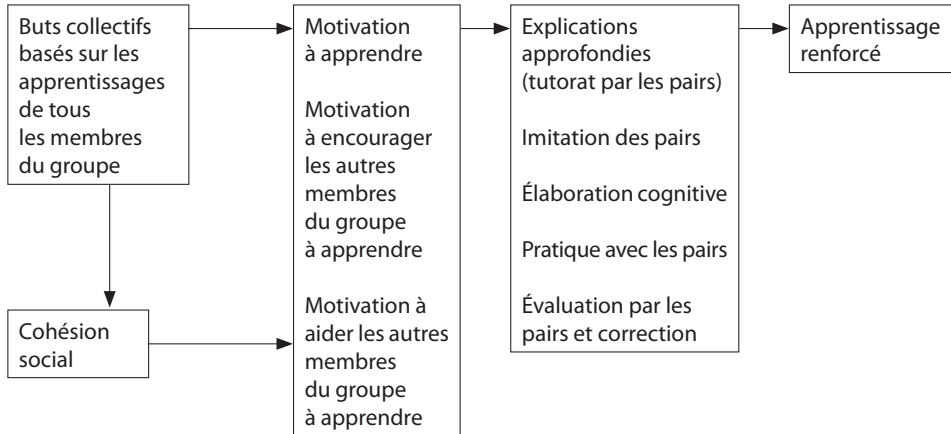 Buts collectifs
basés sur les
apprentissages
de tous
les membres
du groupe
Cohésion
social
Motivation
à apprendre
Motivation
à encourager
les autres
membres
du groupe
à apprendre
Motivation à
aider les autres
membres
du groupe
à apprendre
Explications
approfondies
(tutorat par les pairs)
Imitation des pairs
Élaboration cognitive
Pratique avec les pairs
Évaluation par les
pairs et correction
Apprentissage
renforcé